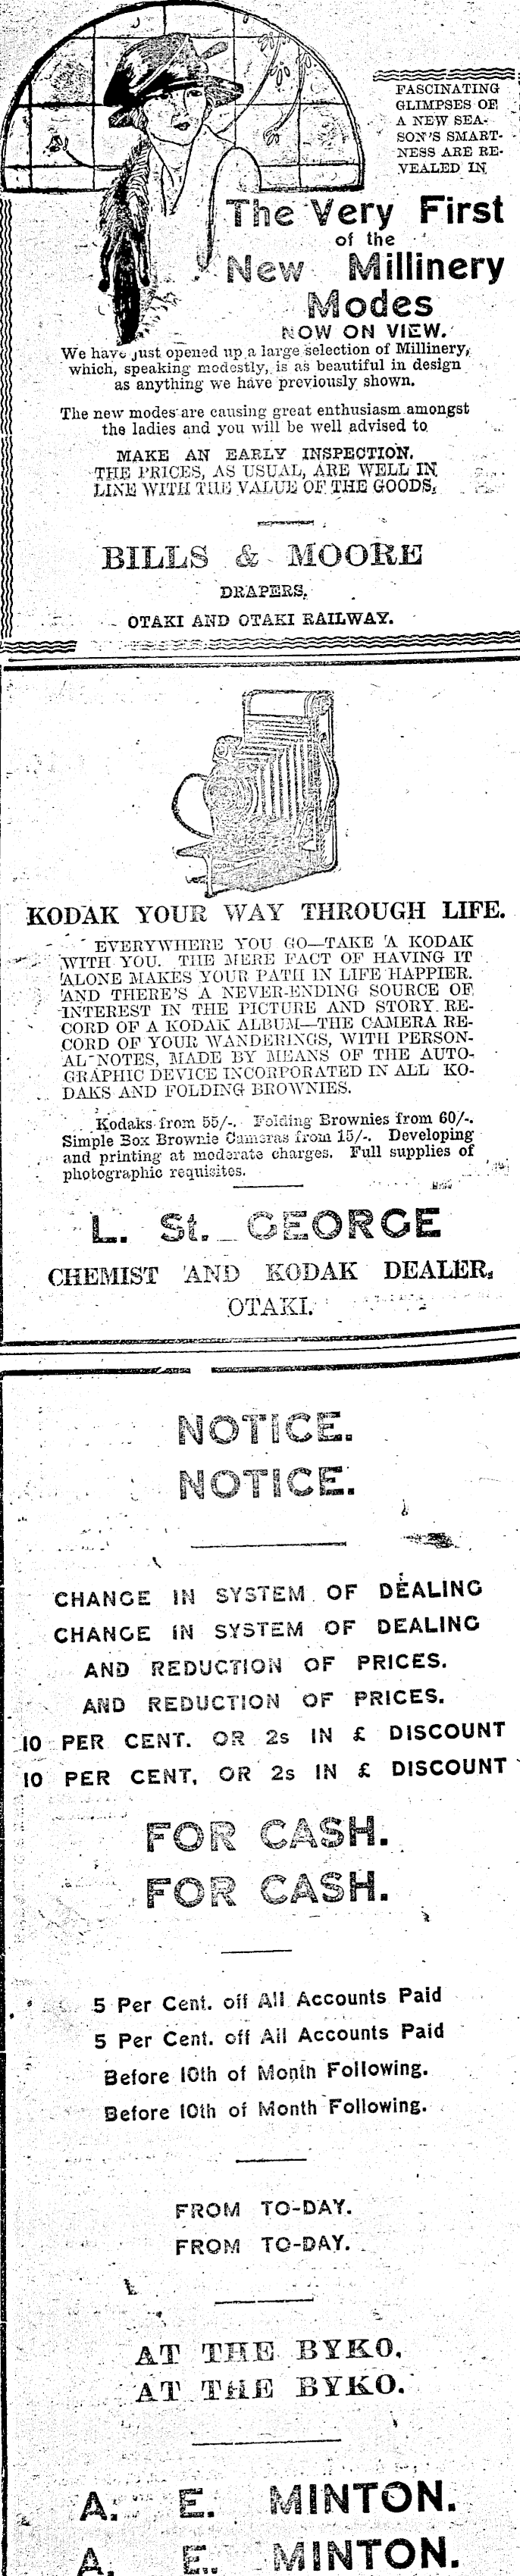 FASCINATING
GLIMPSES OF
A NEW SEA-
SON'S SMART-
NESS ARE RE-
VEALED IN
The Very First
of the
New Millinery
Modes
NOW ON VIEW.
We have just opened up a large selection of Millinery,
which, speaking modestly, is as beautiful in design
as anything we have previously shown.
The new modes are causing great enthusiasm amongst
the ladies and you will be well advised to
MAKE AN EARLY INSPECTION.
THE PRICES, AS USUAL, ARE WELL IN
LINE WITH THE VALUE OF THE GOODS.
BILLS & MOORE
DRAPERS.
OTAKI AND OTAKI RAILWAY.
KODAK YOUR WAY THROUGH LIFE.
EVERYWHERE YOU GO—TAKE A KODAK
WITH YOU. THE MERE FACT OF HAVING IT
ALONE MAKES YOUR PATH IN LIFE HAPPIER.
AND THERE'S A NEVER-ENDING SOURCE OF
INTEREST IN THE PICTURE AND STORY RE-
CORD OF A KODAK ALBUM—THE CAMERA RE-
CORD OF YOUR WANDERINGS, WITH PERSON-
AL NOTES, MADE BY MEANS OF THE AUTO-
GRAPHIC DEVICE INCORPORATED IN ALL KO-
DAKS AND FOLDING BROWNIES.
Kodaks from 55/-. Folding Brownies from 60/-.
Simple Box Brownie Cameras from 15/-. Developing
and printing at moderate charges. Full supplies of
photographic requisites.
L. St. GEORGE
CHEMIST AND KODAK DEALER,
OTAKI.
NOTICE.
NOTICE.
CHANGE IN SYSTEM OF DEALING
CHANGE IN SYSTEM OF DEALING
AND REDUCTION OF PRICES.
AND REDUCTION OF PRICES.
10 PER CENT. OR 2s IN £ DISCOUNT
10 PER CENT. OR 2s IN £ DISCOUNT
FOR CASH.
FOR CASH.
5 Per Cent. off All Accounts Paid
5 Per Cent. off All Accounts Paid
Before 10th of Month Following.
Before 10th of Month Following.
FROM TO-DAY.
FROM TO-DAY.
AT THE BYKO.
AT THE BYKO.
A. E. MINTON.
A. E. MINTON.